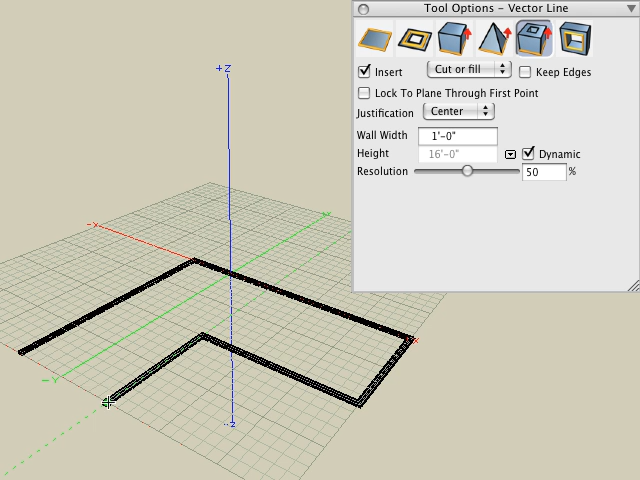 Tool Options - Vector Line
Insert
Cut or fill
Keep Edges
Lock To Plane Through First Point
Justification
Center
Wall Width
1'-0"
Height
16'-0"
Dynamic
Resolution
50
%
+Z
-X
+Y
-Y
-Z